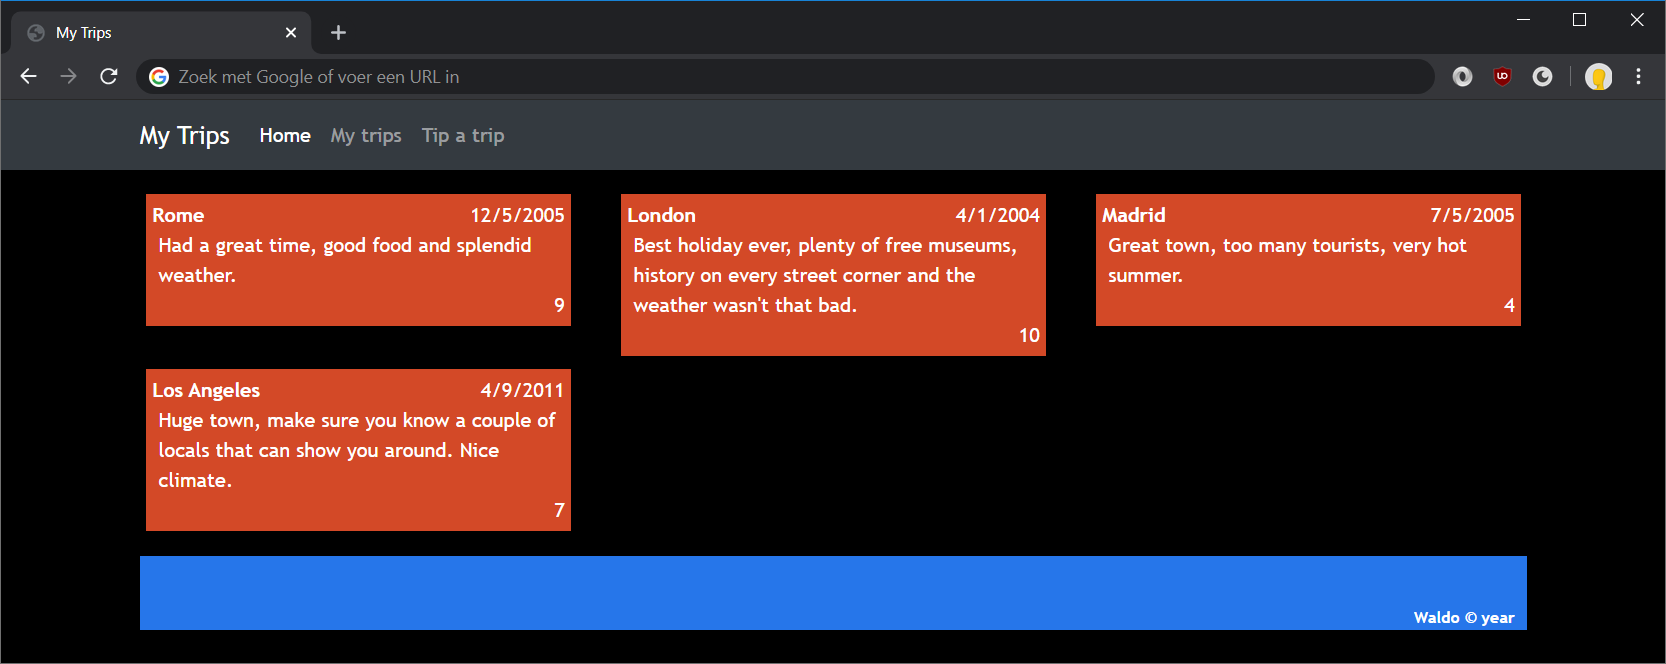 My Trips
Zoek met Google of voer een URL in
My Trips Home My trips Tip a trip
Rome 12/5/2005
Had a great time, good food and splendid
weather.
9
London 4/1/2004
Best holiday ever, plenty of free museums,
history on every street corner and the
weather wasn't that bad.
10
Madrid 7/5/2005
Great town, too many tourists, very hot
summer.
4
Los Angeles 4/9/2011
Huge town, make sure you know a couple of
locals that can show you around. Nice
climate.
7
Waldo © year